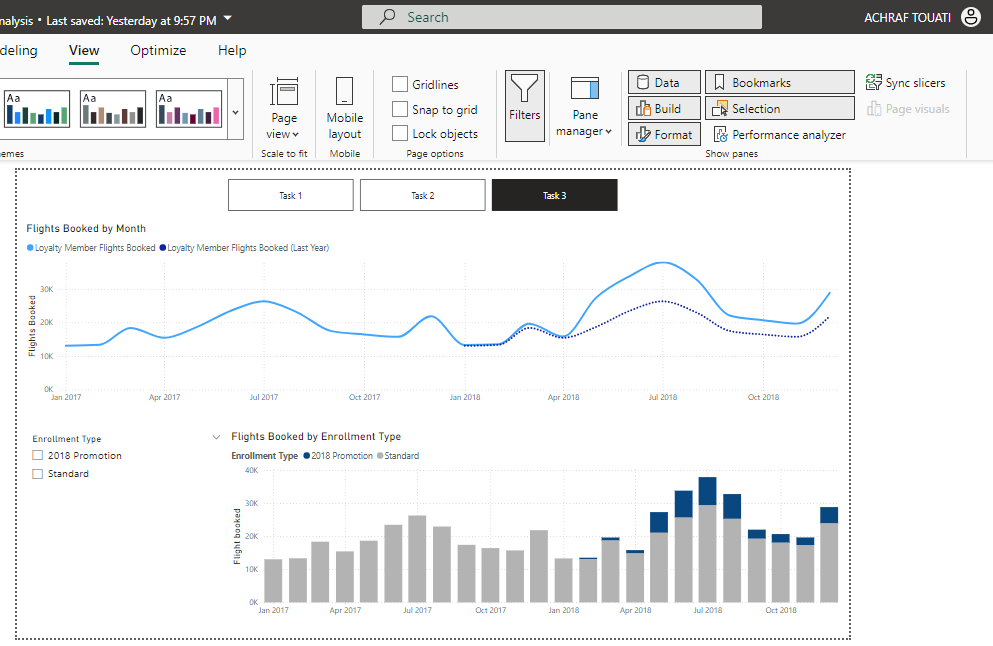 nalysis • Last saved: Yesterday at 9:57 PM
Search
ACHRAF TOUATI
deling
View
Optimize
Help
Aa
Aa
Aa
emes
Page view
Scale to fit
Mobile layout
Mobile
Gridlines
Snap to grid
Lock objects
Page options
Filters
Pane manager
Data
Build
Format
Bookmarks
Selection
Performance analyzer
Show panes
Sync slicers
Page visuals
Task 1
Task 2
Task 3
Flights Booked by Month
Loyalty Member Flights Booked
Loyalty Member Flights Booked (Last Year)
Flights Booked
30K
20K
10K
0K
Jan 2017
Apr 2017
Jul 2017
Oct 2017
Jan 2018
Apr 2018
Jul 2018
Oct 2018
Enrollment Type
2018 Promotion
Standard
Flights Booked by Enrollment Type
Enrollment Type
2018 Promotion
Standard
Flight booked
40K
30K
20K
10K
0K
Jan 2017
Apr 2017
Jul 2017
Oct 2017
Jan 2018
Apr 2018
Jul 2018
Oct 2018